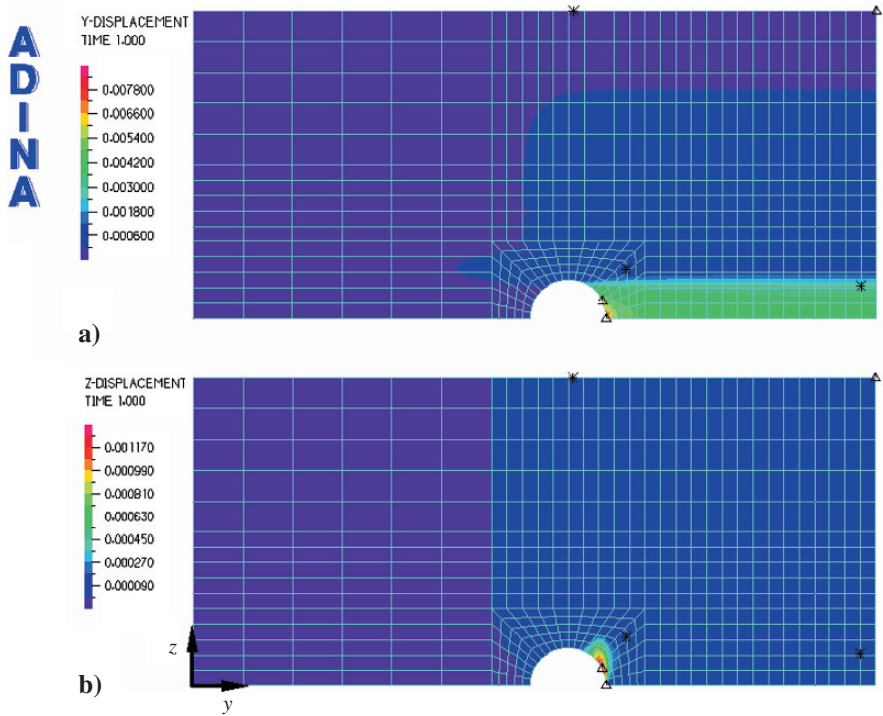 ADINA
Y-DISPLACEMENT
TIME 1.000
0.007800
0.006600
0.005400
0.004200
0.003000
0.001800
0.000600
a)
Z-DISPLACEMENT
TIME 1.000
0.001170
0.000990
0.000810
0.000630
0.000450
0.000270
0.000090
z
b)
y